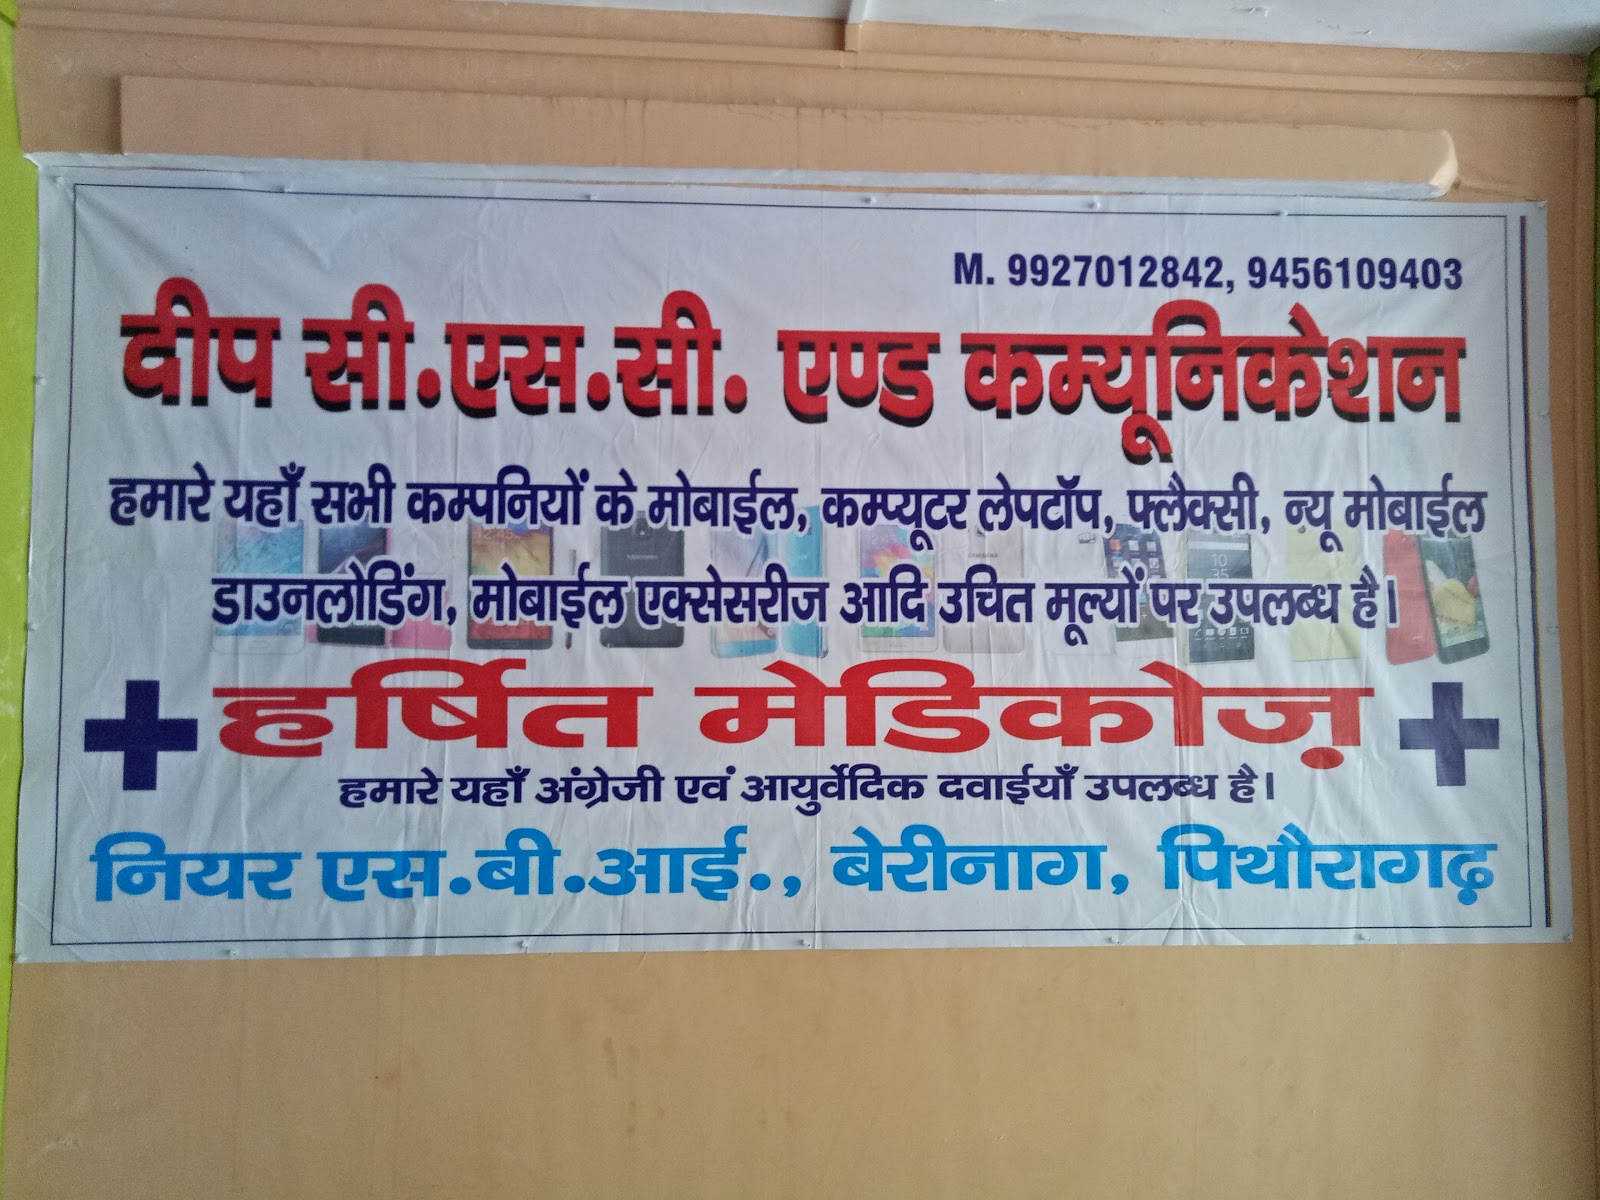 M. 9927012842, 9456109403
दीप सी.एस.सी. एण्ड कम्यूनिकेशन
हमारे यहाँ सभी कम्पनियों के मोबाईल, कम्प्यूटर लेपटॉप, फ्लैक्सी, न्यू मोबाईल
डाउनलोडिंग, मोबाईल एक्सेसरीज आदि उचित मूल्यों पर उपलब्ध है।
हर्षित मेडिकोज़
हमारे यहाँ अंग्रेजी एवं आयुर्वेदिक दवाईयाँ उपलब्ध है।
नियर एस.बी.आई., बेरीनाग, पिथौरागढ़